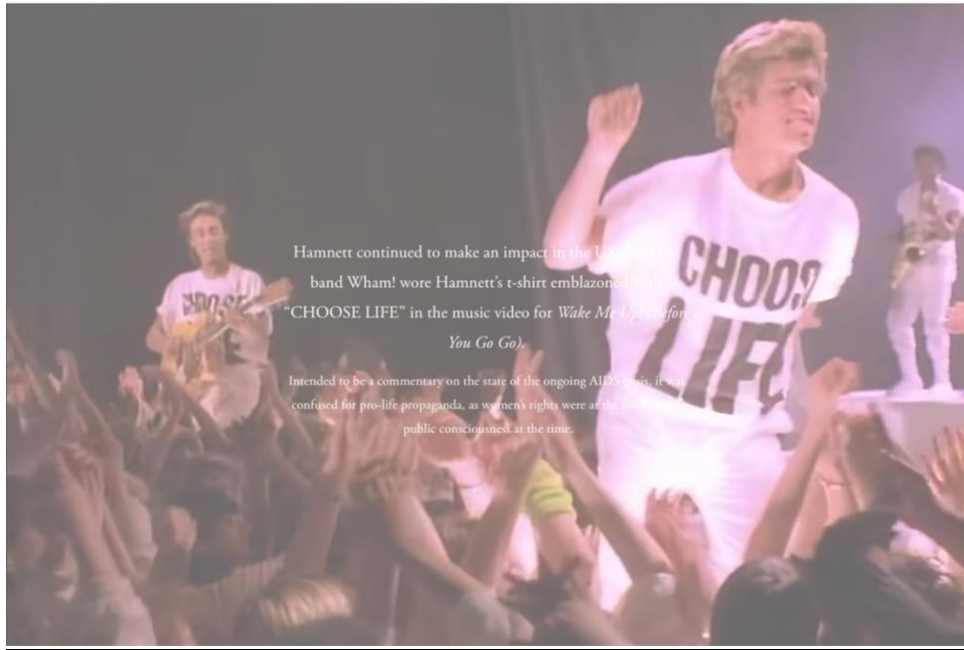 Hamnett continued to make an impact in the US
band Wham! wore Hamnett's t-shirt emblazoned with
“CHOOSE LIFE” in the music video for Wake Me Up! (Before
You Go Go).
Intended to be a commentary on the state of the ongoing AIDS crisis, it was
confused for pro-life propaganda, as women's rights were at the
public consciousness at the time.
CHOOSE
CHOOS
LIFE